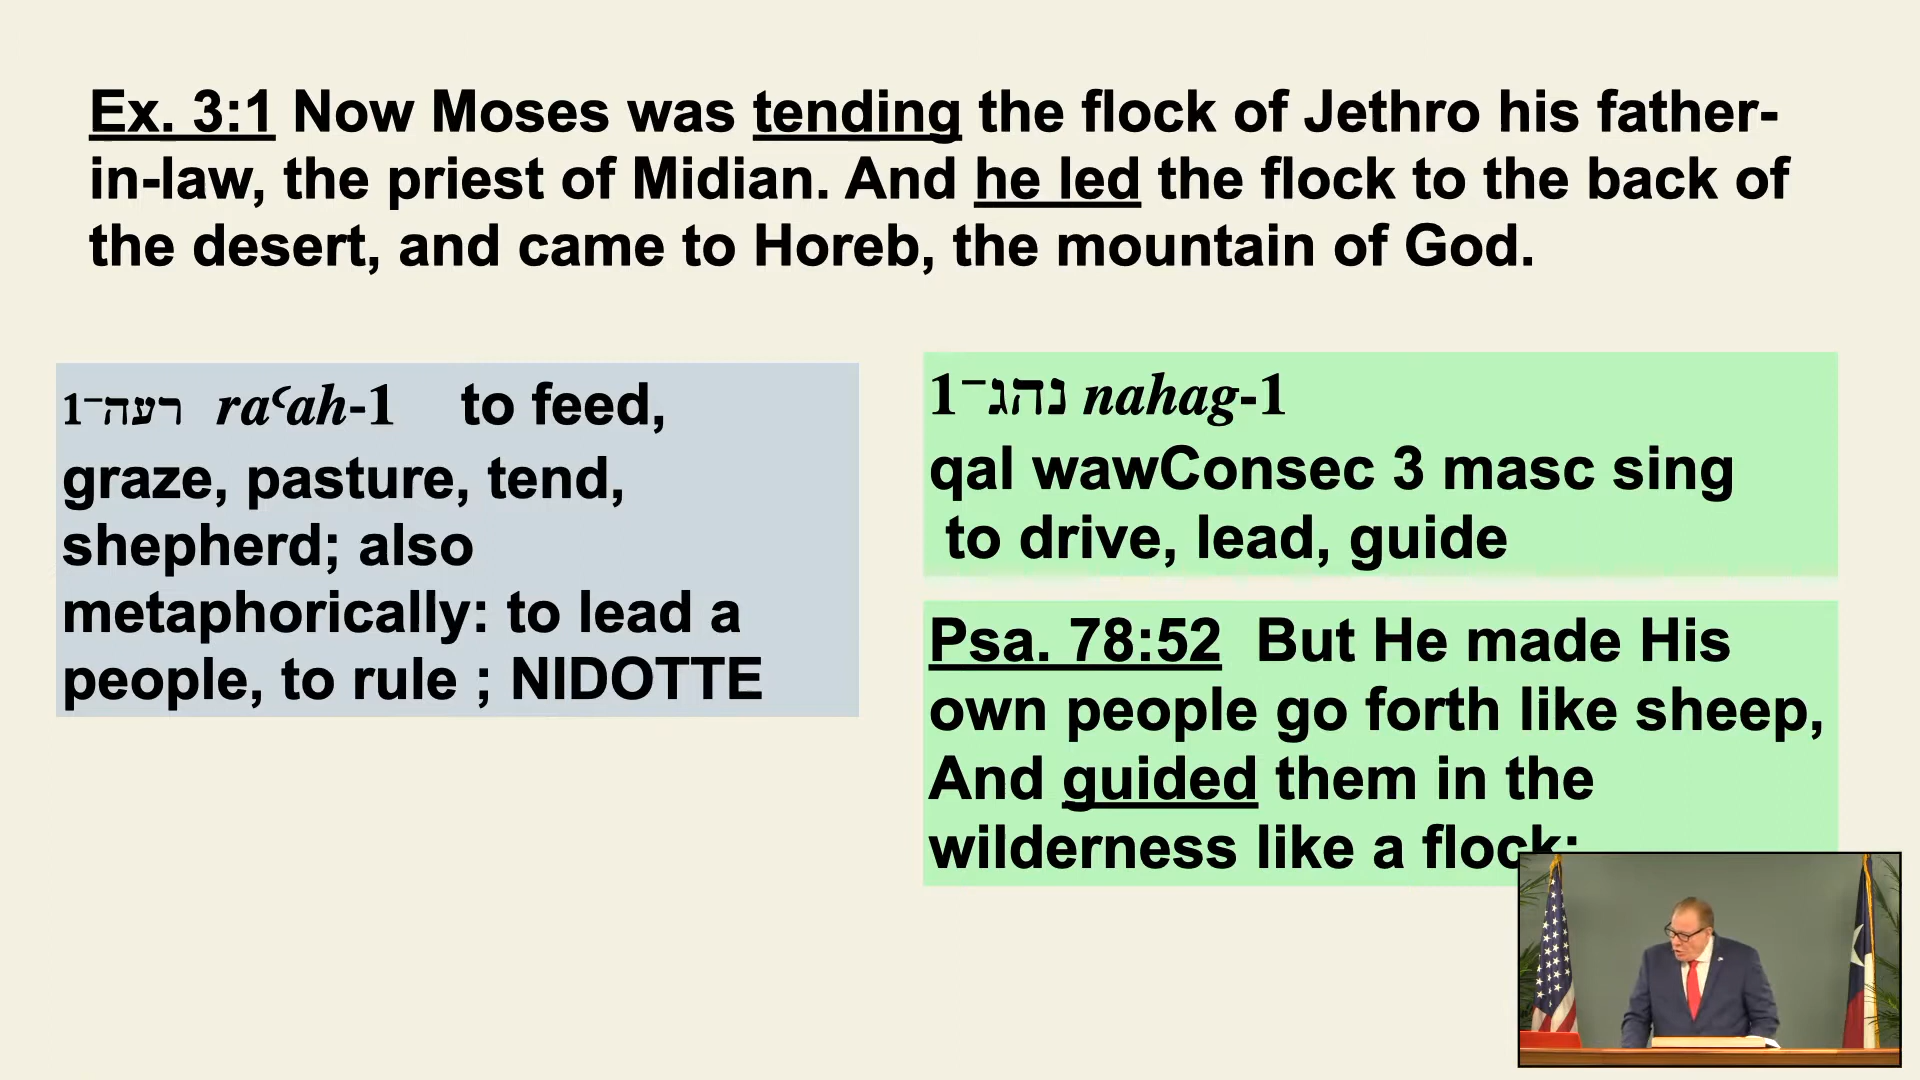 Ex. 3:1 Now Moses was tending the flock of Jethro his father-
in-law, the priest of Midian. And he led the flock to the back of
the desert, and came to Horeb, the mountain of God.
רעה־1 raʿah-1 to feed,
graze, pasture, tend,
shepherd; also
metaphorically: to lead a
people, to rule ; NIDOTTE
נהג־1 nahag-1
qal wawConsec 3 masc sing
to drive, lead, guide
Psa. 78:52 But He made His
own people go forth like sheep,
And guided them in the
wilderness like a flock;